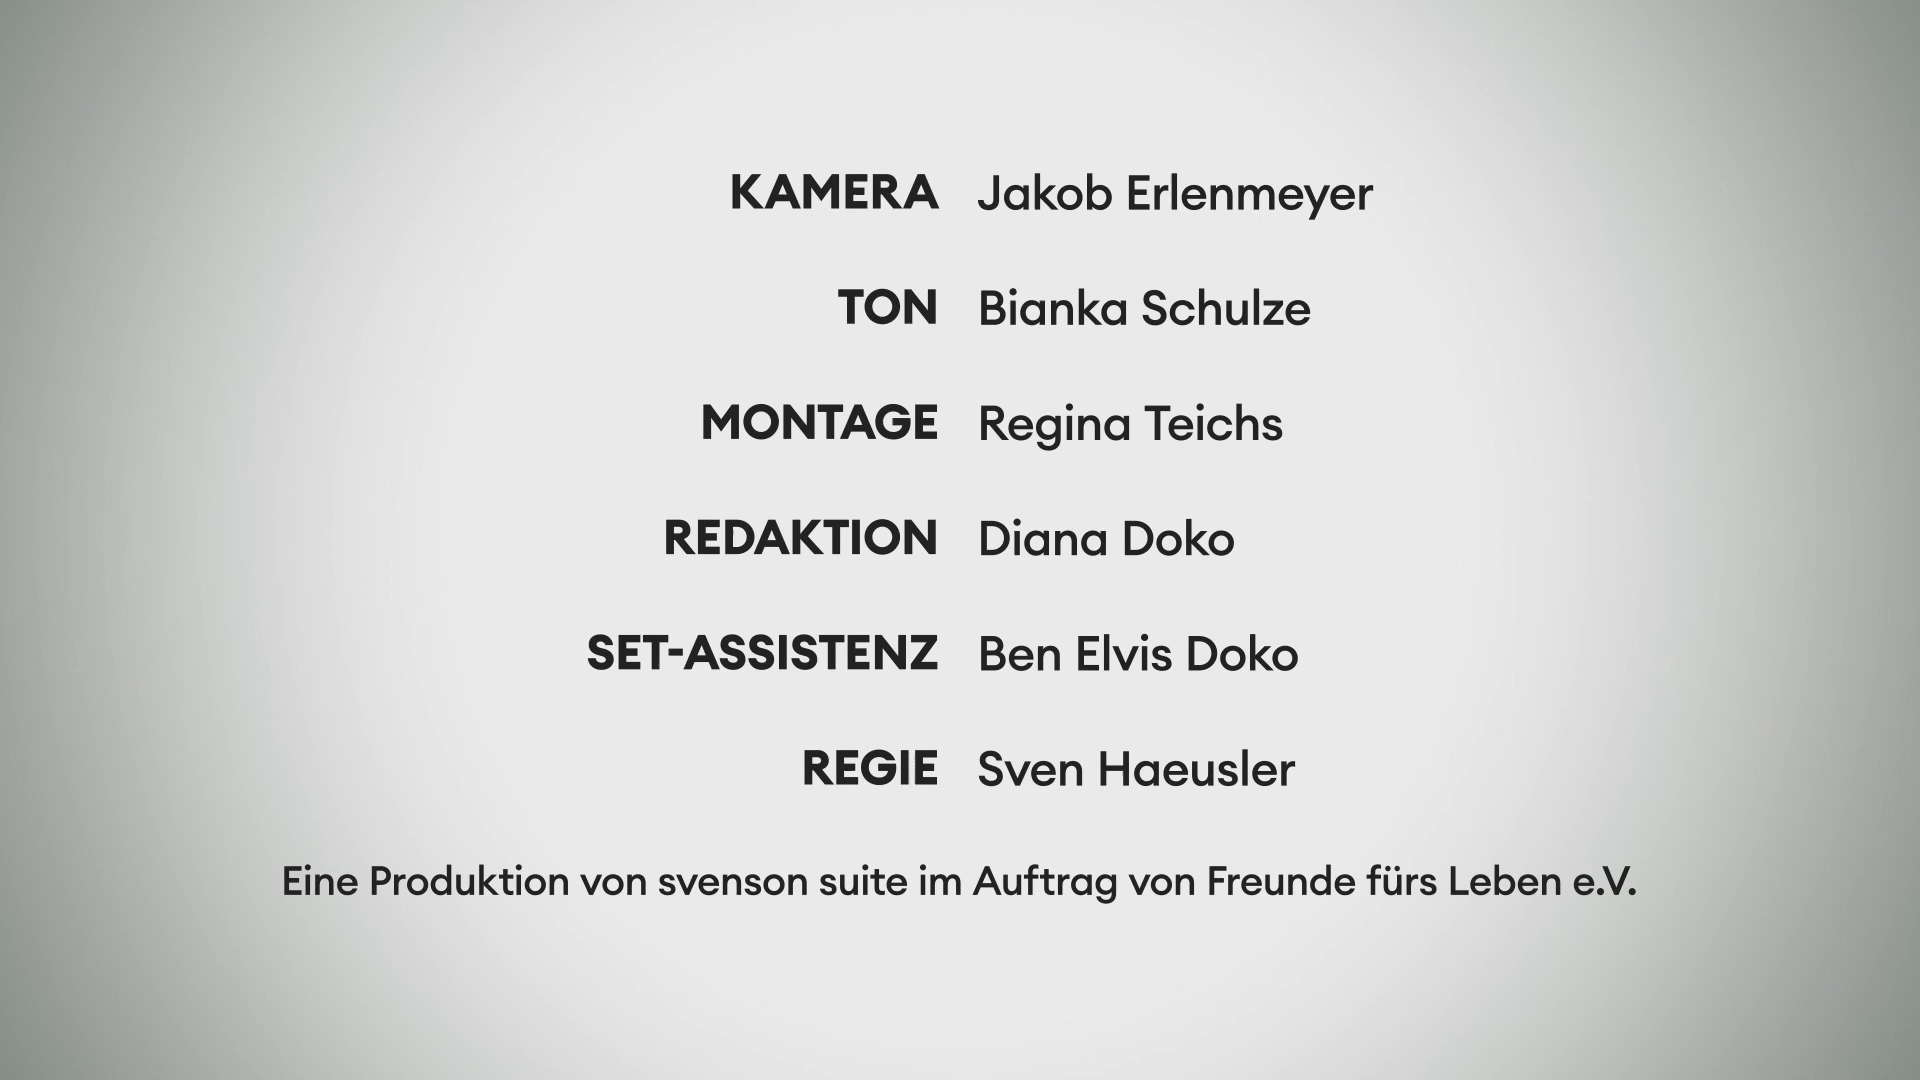 KAMERA Jakob Erlenmeyer
TON Bianka Schulze
MONTAGE Regina Teichs
REDAKTION Diana Doko
SET-ASSISTENZ Ben Elvis Doko
REGIE Sven Haeusler
Eine Produktion von svenson suite im Auftrag von Freunde fürs Leben e.V.